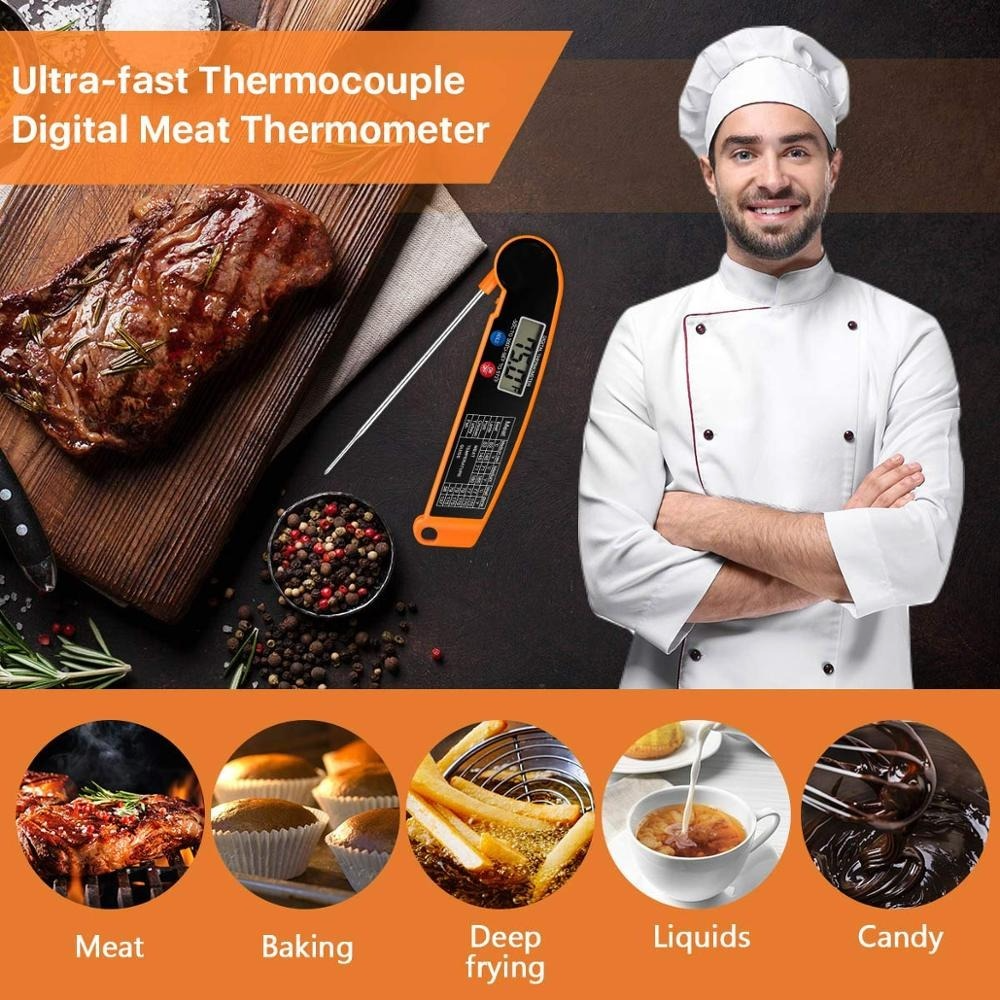 Ultra-fast Thermocouple
Digital Meat Thermometer
Meat
Baking
Deep
frying
Liquids
Candy